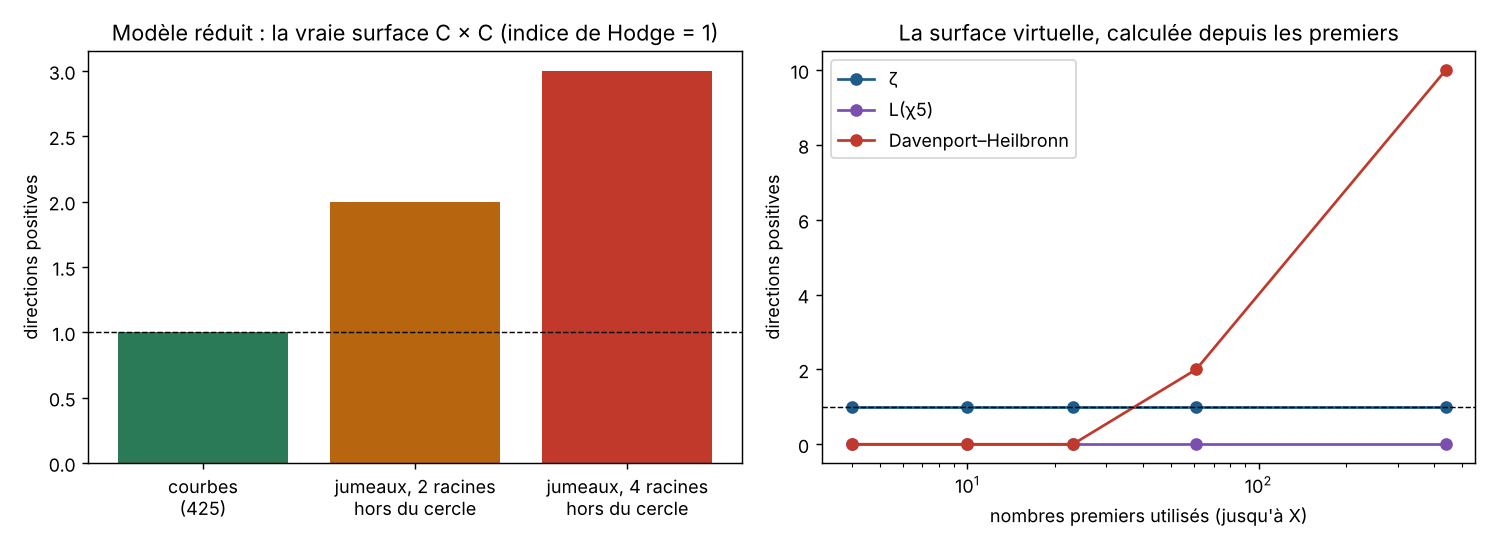 Modèle réduit : la vraie surface C × C (indice de Hodge = 1)
directions positives
3.0
2.5
2.0
1.5
1.0
0.5
0.0
courbes
(425)
jumeaux, 2 racines
hors du cercle
jumeaux, 4 racines
hors du cercle
La surface virtuelle, calculée depuis les premiers
directions positives
10
8
6
4
2
0
ζ
L(χ5)
Davenport–Heilbronn
10¹
10²
nombres premiers utilisés (jusqu'à X)